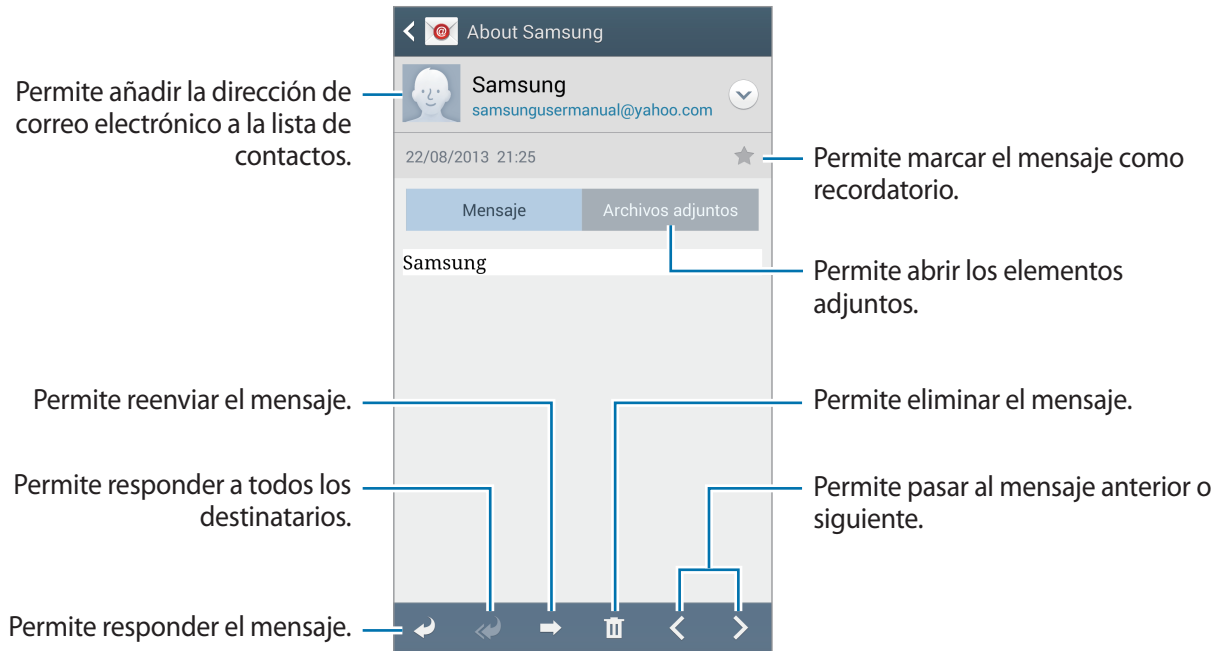 About Samsung
Permite añadir la dirección de
correo electrónico a la lista de
contactos.
Samsung
samsungusermanual@yahoo.com
22/08/2013 21:25
Permite marcar el mensaje como
recordatorio.
Mensaje
Archivos adjuntos
Samsung
Permite abrir los elementos
adjuntos.
Permite reenviar el mensaje.
Permite eliminar el mensaje.
Permite responder a todos los
destinatarios.
Permite pasar al mensaje anterior o
siguiente.
Permite responder el mensaje.